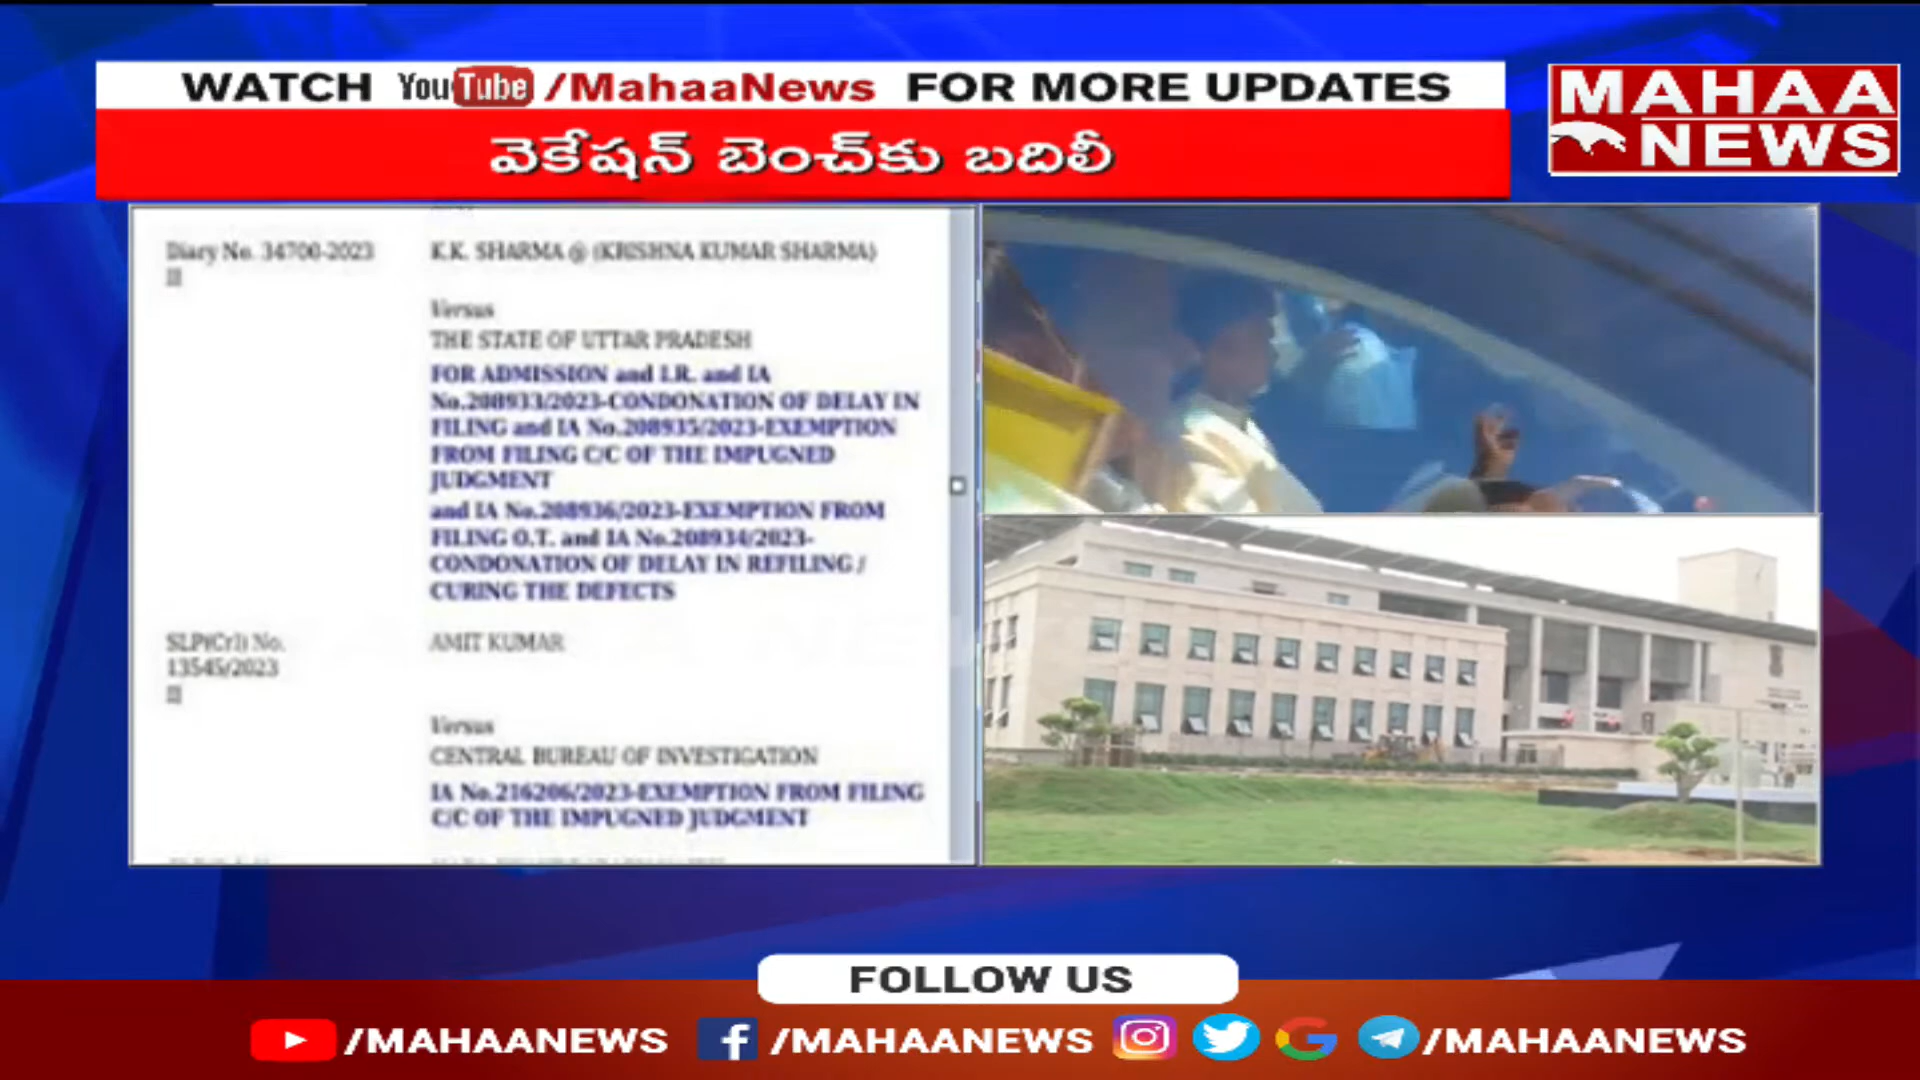 WATCH YouTube /MahaaNews FOR MORE UPDATES
MAHAA
NEWS
వెకేషన్ బెంచ్‌కు బదిలీ
Diary No. 34700-2023
K.K. SHARMA @ (KRISHNA KUMAR SHARMA)
Versus
THE STATE OF UTTAR PRADESH
FOR ADMISSION and I.R. and IA
No.208933/2023-CONDONATION OF DELAY IN
FILING and IA No.208935/2023-EXEMPTION
FROM FILING C/C OF THE IMPUGNED
JUDGMENT
and IA No.208936/2023-EXEMPTION FROM
FILING O.T. and IA No.208934/2023-
CONDONATION OF DELAY IN REFILING /
CURING THE DEFECTS
SLP(Crl) No.
13545/2023
II
AMIT KUMAR
Versus
CENTRAL BUREAU OF INVESTIGATION
IA No.216206/2023-EXEMPTION FROM FILING
C/C OF THE IMPUGNED JUDGMENT
FOLLOW US
/MAHAANEWS /MAHAANEWS /MAHAANEWS